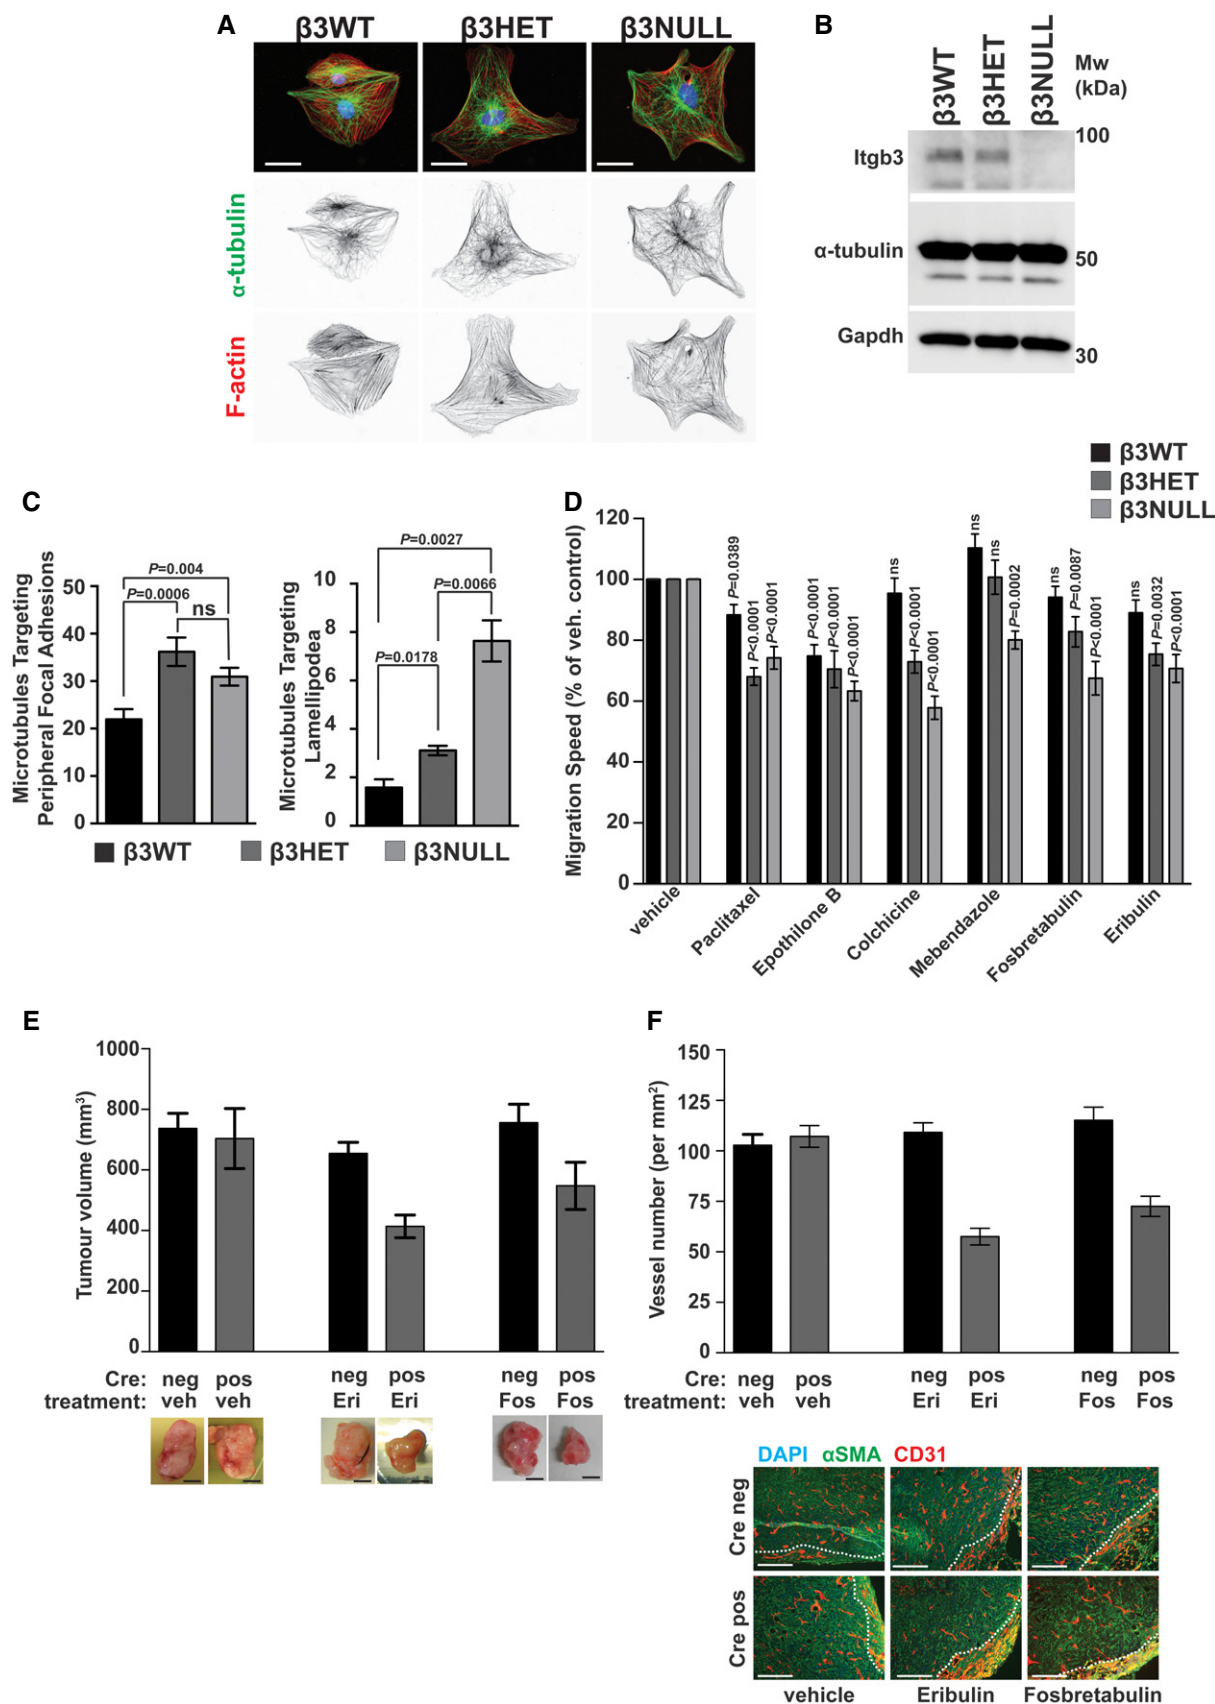 A
β3WT β3HET β3NULL
α-tubulin
F-actin
B
β3WT β3HET β3NULL
Mw
(kDa)
Itgb3
100
α-tubulin
50
Gapdh
30
C
Microtubules Targeting
Peripheral Focal Adhesions
50
40
30
20
10
0
P=0.004
P=0.0006
ns
Microtubules Targeting
Lamellipodea
10
8
6
4
2
0
P=0.0027
P=0.0066
P=0.0178
β3WT β3HET β3NULL
D
β3WT
β3HET
β3NULL
Migration Speed (% of veh. control)
120
100
80
60
40
20
0
P=0.0389 P<0.0001 P<0.0001
P<0.0001 P<0.0001 P<0.0001
ns P<0.0001 P<0.0001
ns ns P=0.0002
ns P=0.0087 P<0.0001
ns P=0.0032 P<0.0001
vehicle Paclitaxel Epothilone B Colchicine Mebendazole Fosbretabulin Eribulin
E
Tumour volume (mm³)
1000
800
600
400
200
0
Cre: neg pos neg pos neg pos
treatment: veh veh Eri Eri Fos Fos
F
Vessel number (per mm²)
150
125
100
75
50
25
0
Cre: neg pos neg pos neg pos
treatment: veh veh Eri Eri Fos Fos
DAPI αSMA CD31
Cre neg
Cre pos
vehicle Eribulin Fosbretabulin